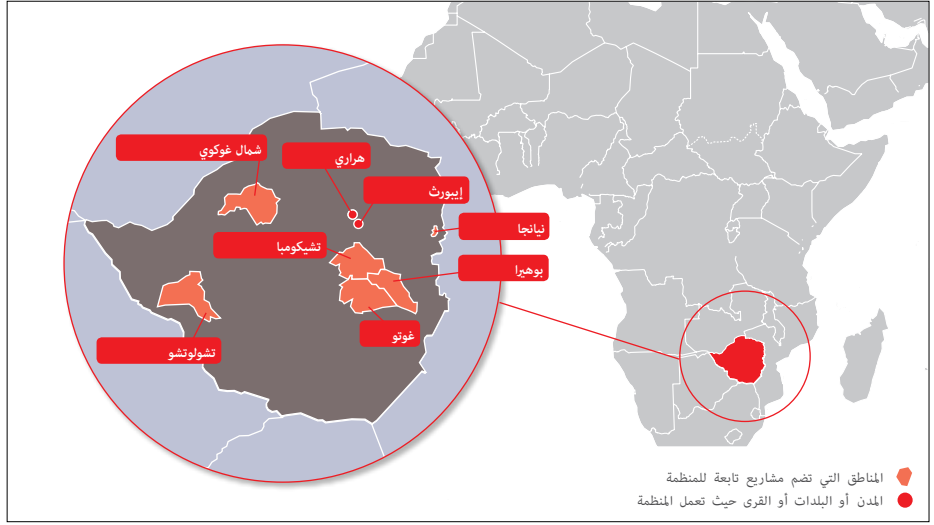 شمال غوكوي
هراري
إيبورث
نيانجا
تشيكومبا
بوهيرا
غوتو
تشولوتشو
المناطق التي تضم مشاريع تابعة للمنظمة
المدن أو البلدات أو القرى حيث تعمل المنظمة